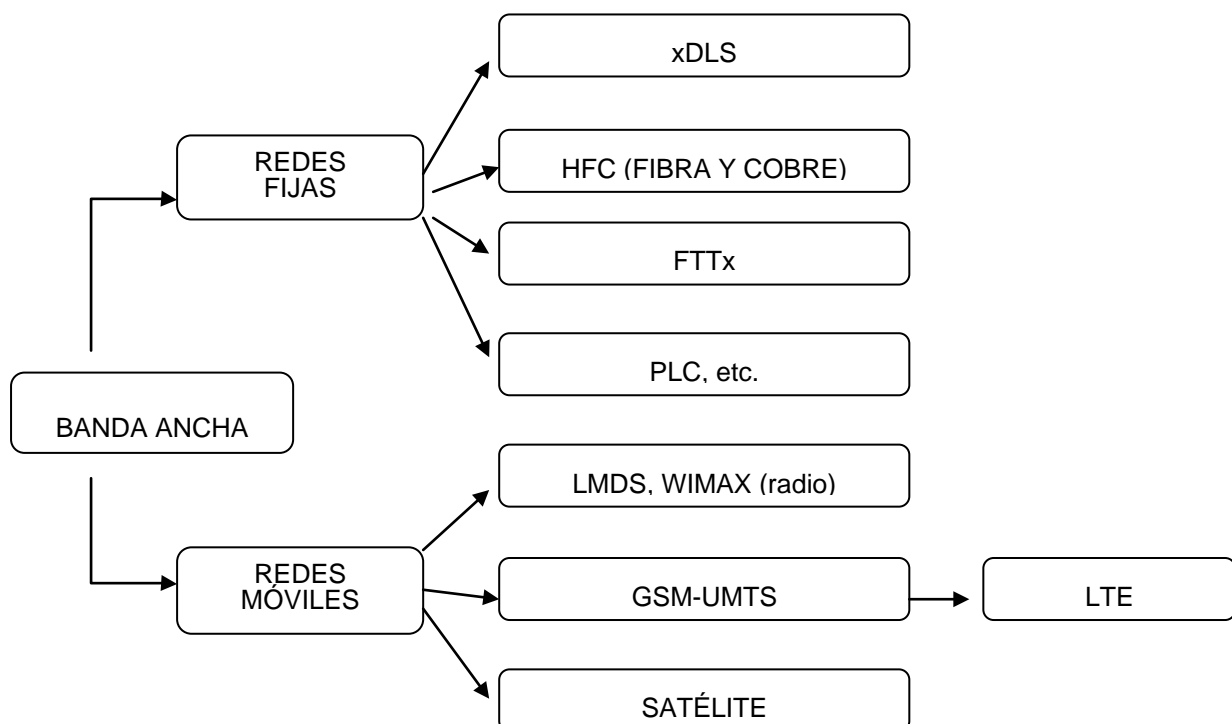 xDLS
REDES
FIJAS
HFC (FIBRA Y COBRE)
FTTx
PLC, etc.
BANDA ANCHA
LMDS, WIMAX (radio)
REDES
MÓVILES
GSM-UMTS
LTE
SATÉLITE